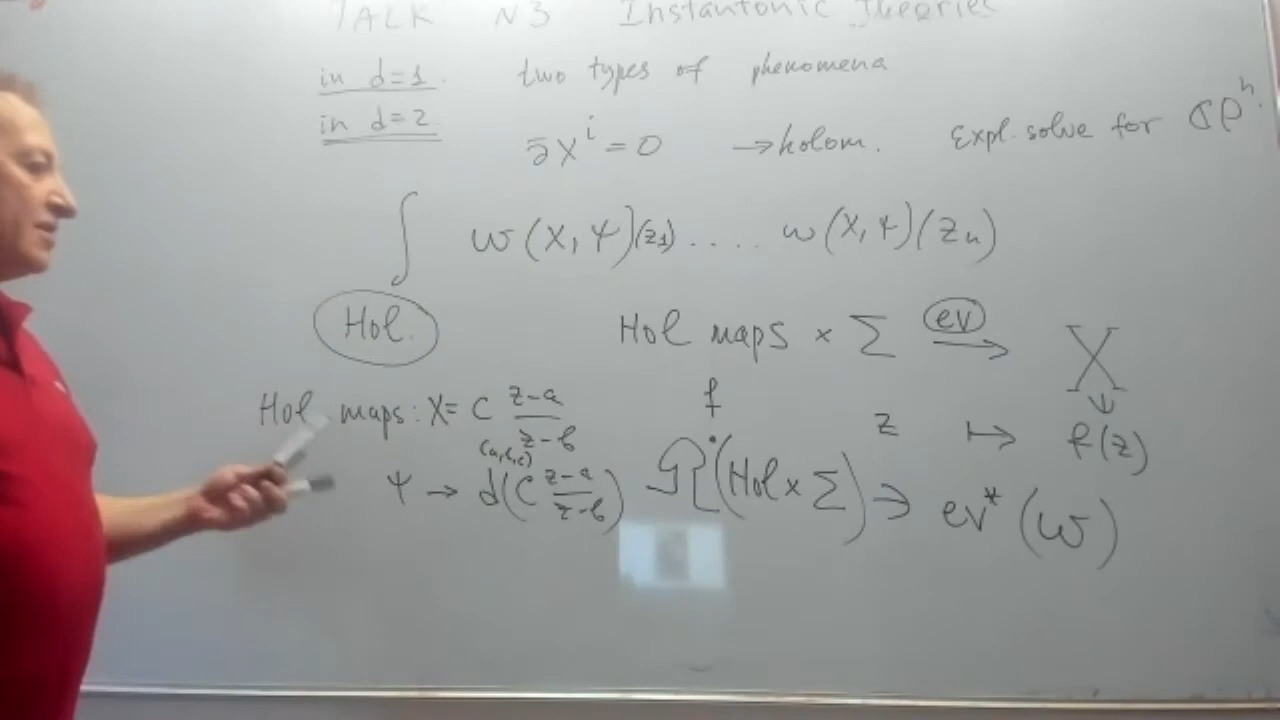 TALK N3 Instantonic Theories
in d=1. two types of phenomena
in d=2. ∂̄X^i = 0 → holom. Expl. solve for CP^n.
∫ ω(X, Ψ)(z₁) ..... ω(X, Ψ)(z_n)
Hol. Hol maps × Σ ev→ X
Hol maps: X = C (z-a)/(z-b) f z ↦ f(z)
Ψ → d^(a,b,c)(C (z-a)/(z-b)) Ω^•(Hol × Σ) ∋ ev*(ω)